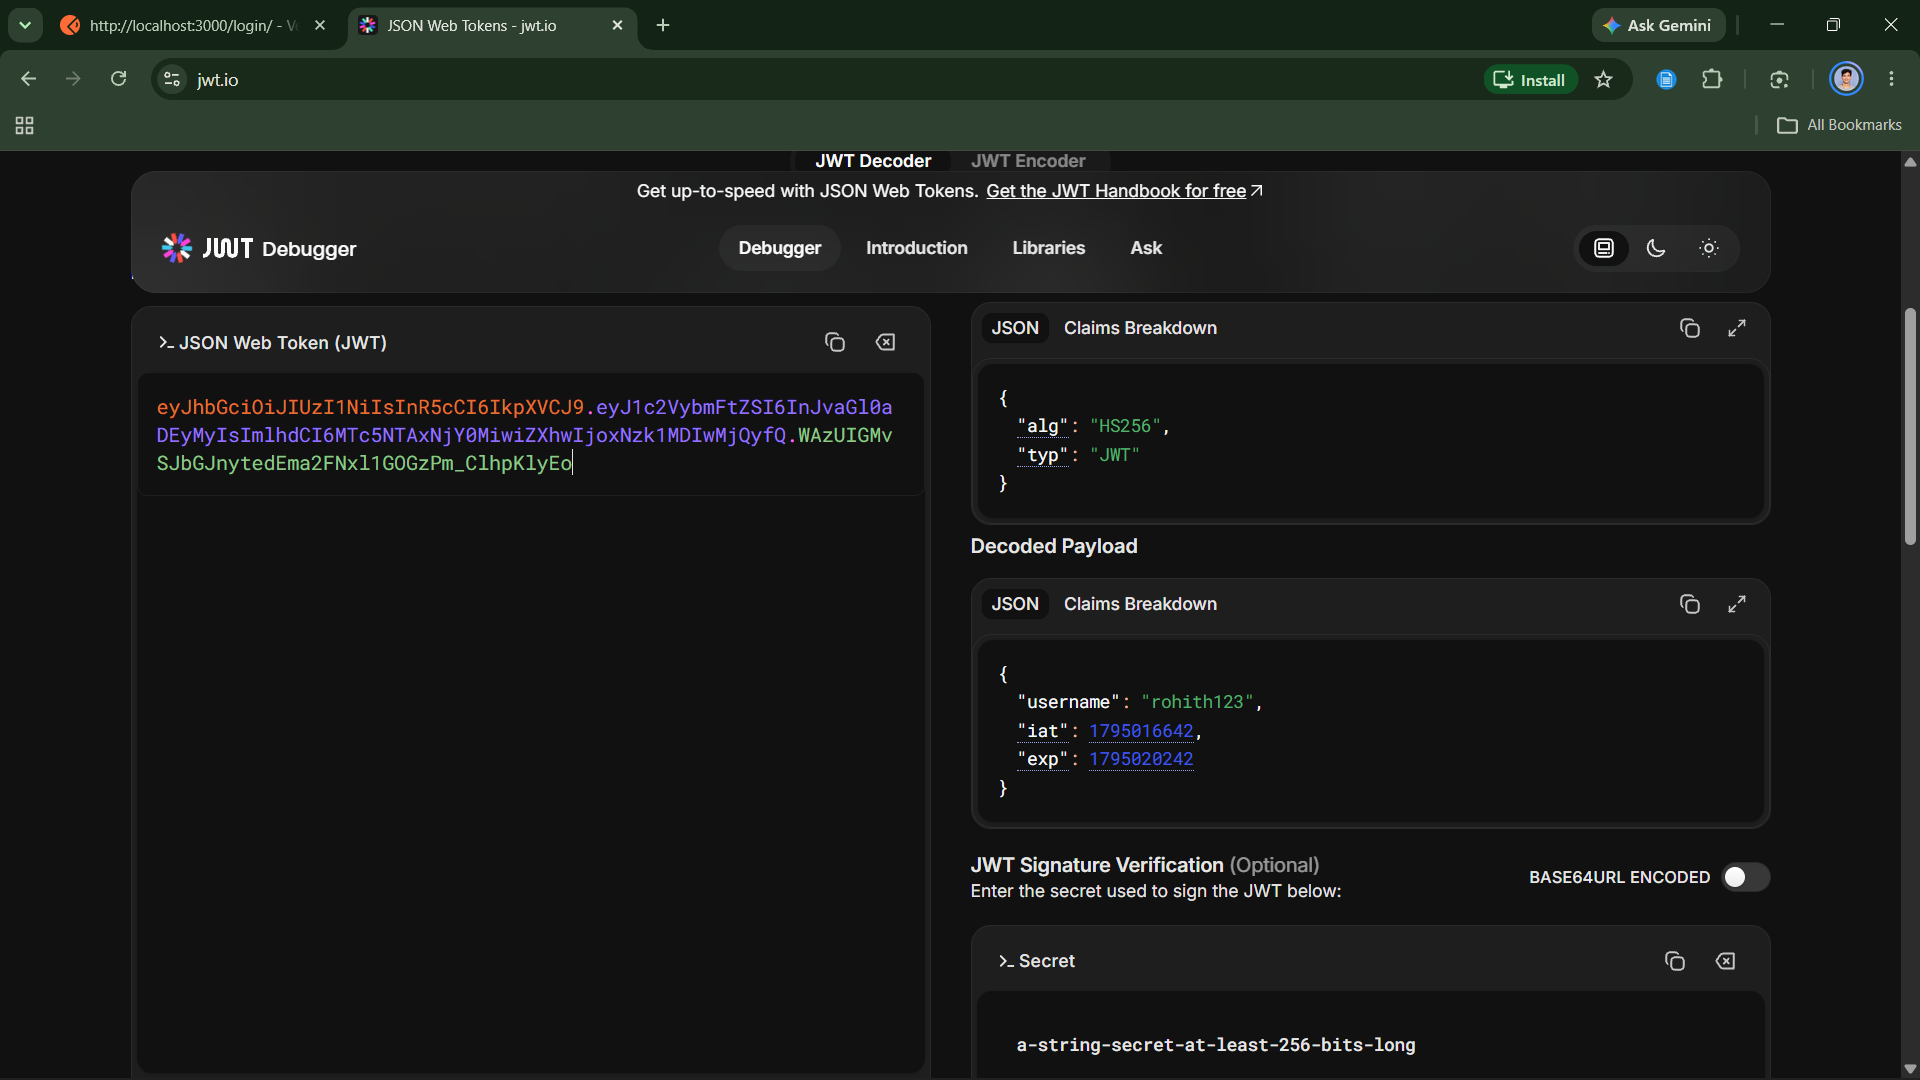 http://localhost:3000/login/ - V
JSON Web Tokens - jwt.io
Ask Gemini
jwt.io
Install
All Bookmarks
JWT Decoder
JWT Encoder
Get up-to-speed with JSON Web Tokens. Get the JWT Handbook for free
JWT Debugger
Debugger
Introduction
Libraries
Ask
JSON Web Token (JWT)
eyJhbGciOiJIUzI1NiIsInR5cCI6IkpXVCJ9.eyJ1c2VybmFtZSI6InJvaGl0a
DEyMyIsImlhdCI6MTc5NTAxNjY0MiwiZXhwIjoxNzk1MDIwMjQyfQ.WAzUIGMv
SJbGJnytedEma2FNxl1GOGzPm_ClhpKlyEo
JSON
Claims Breakdown
{
"alg": "HS256",
"typ": "JWT"
}
Decoded Payload
JSON
Claims Breakdown
{
"username": "rohith123",
"iat": 1795016642,
"exp": 1795020242
}
JWT Signature Verification (Optional)
Enter the secret used to sign the JWT below:
BASE64URL ENCODED
Secret
a-string-secret-at-least-256-bits-long